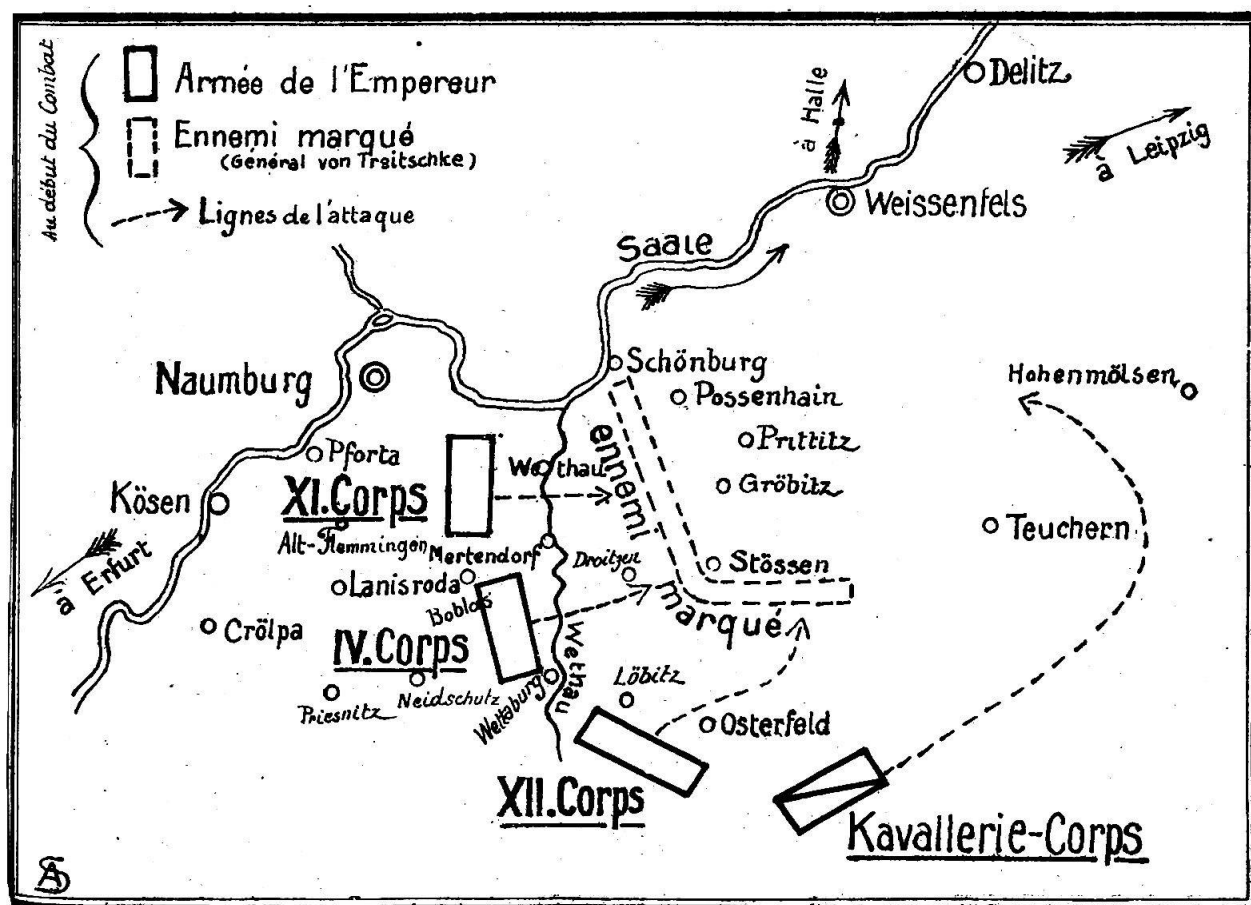 Au début du Combat
Armée de l'Empereur
Ennemi marqué
(Général von Treitschke)
Lignes de l'attaque
Delitz
à Halle
à Leipzig
Weissenfels
Saale
Schönburg
Naumburg
Possenhain
Hohenmölsen
Prittitz
Pforta
Wethau
ennemi
Gröbitz
Kösen
XI. Corps
Alt-Flemmingen
Mertendorf
Teuchern
à Erfurt
Droitzen
Stössen
Lanisroda
Boblas
marqué
Crölpa
IV. Corps
Wethau
Neidschutz
Priesnitz
Wettaburg
Löbitz
Osterfeld
XII. Corps
Kavallerie-Corps